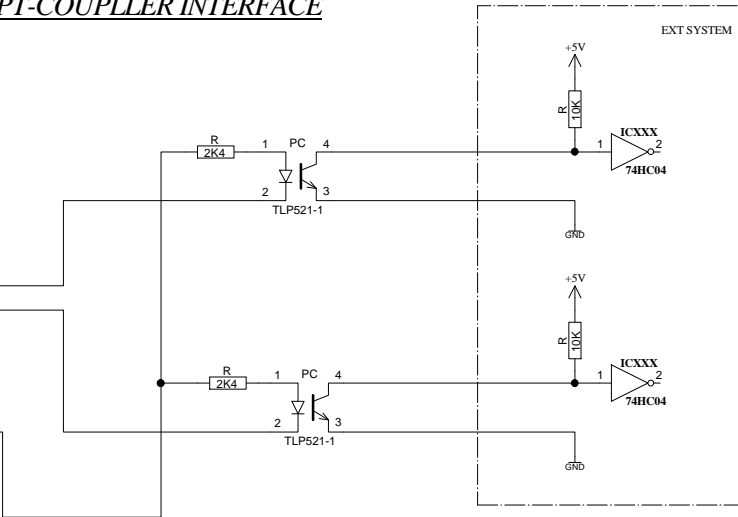 PT-COUPLLER INTERFACE
EXT SYSTEM
+5V
R
10K
ICXXX
R
2K4
1
PC
4
1
2
74HC04
2
3
TLP521-1
GND
+5V
R
10K
ICXXX
R
2K4
1
PC
4
1
2
74HC04
2
3
TLP521-1
GND